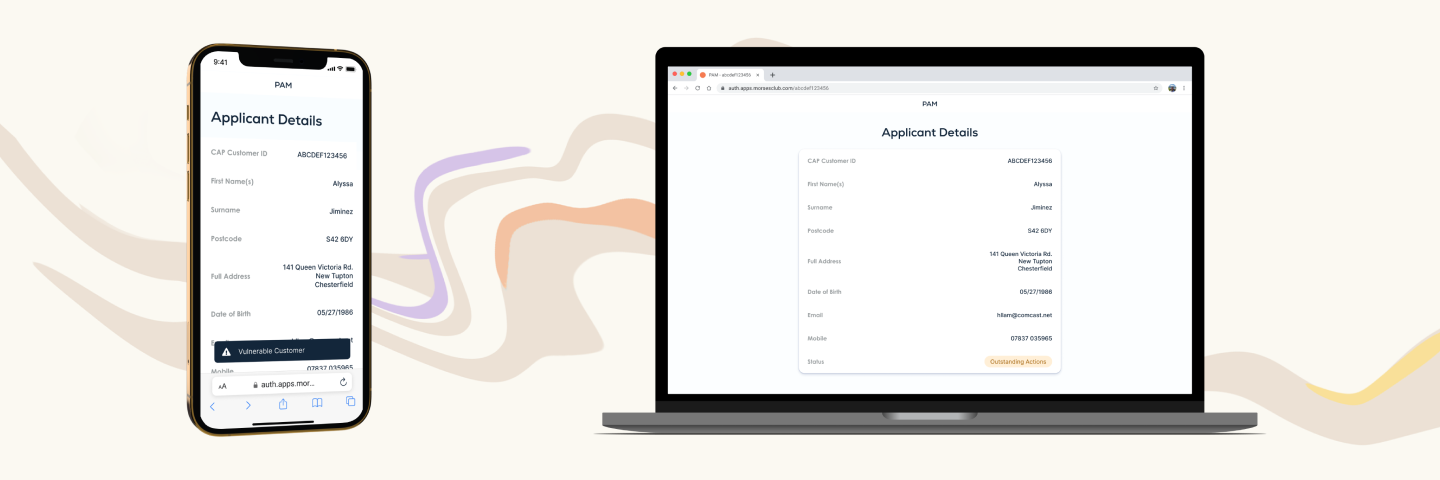 9:41
PAM
Applicant Details
CAP Customer ID ABCDEF123456
First Name(s) Alyssa
Surname Jiminez
Postcode S42 6DY
Full Address 141 Queen Victoria Rd.
New Tupton
Chesterfield
Date of Birth 05/27/1986
Vulnerable Customer
Mobile 07837 035965
AA auth.apps.mor...
PAM - abcdef123456
auth.apps.morsesclub.com/abcdef123456
PAM
Applicant Details
CAP Customer ID ABCDEF123456
First Name(s) Alyssa
Surname Jiminez
Postcode S42 6DY
Full Address 141 Queen Victoria Rd.
New Tupton
Chesterfield
Date of Birth 05/27/1986
Email hllam@comcast.net
Mobile 07837 035965
Status Outstanding Actions